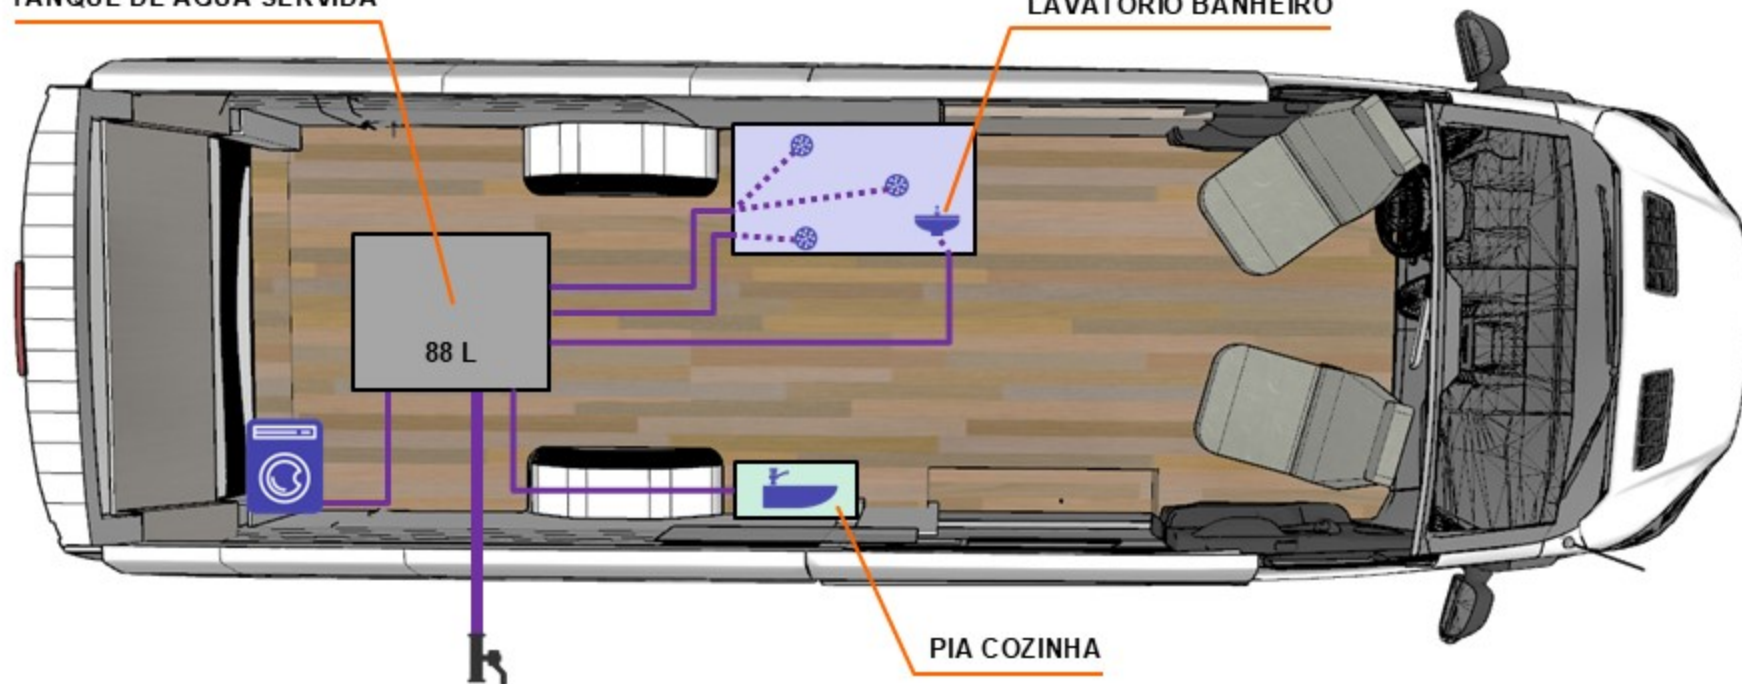 TANQUE DE ÁGUA SERVIDA
LAVATÓRIO BANHEIRO
88 L
PIA COZINHA